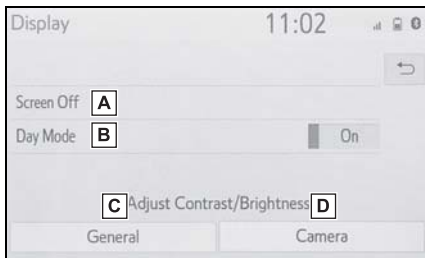 Display 11:02
Screen Off A
Day Mode B On
C Adjust Contrast/Brightness D
General Camera